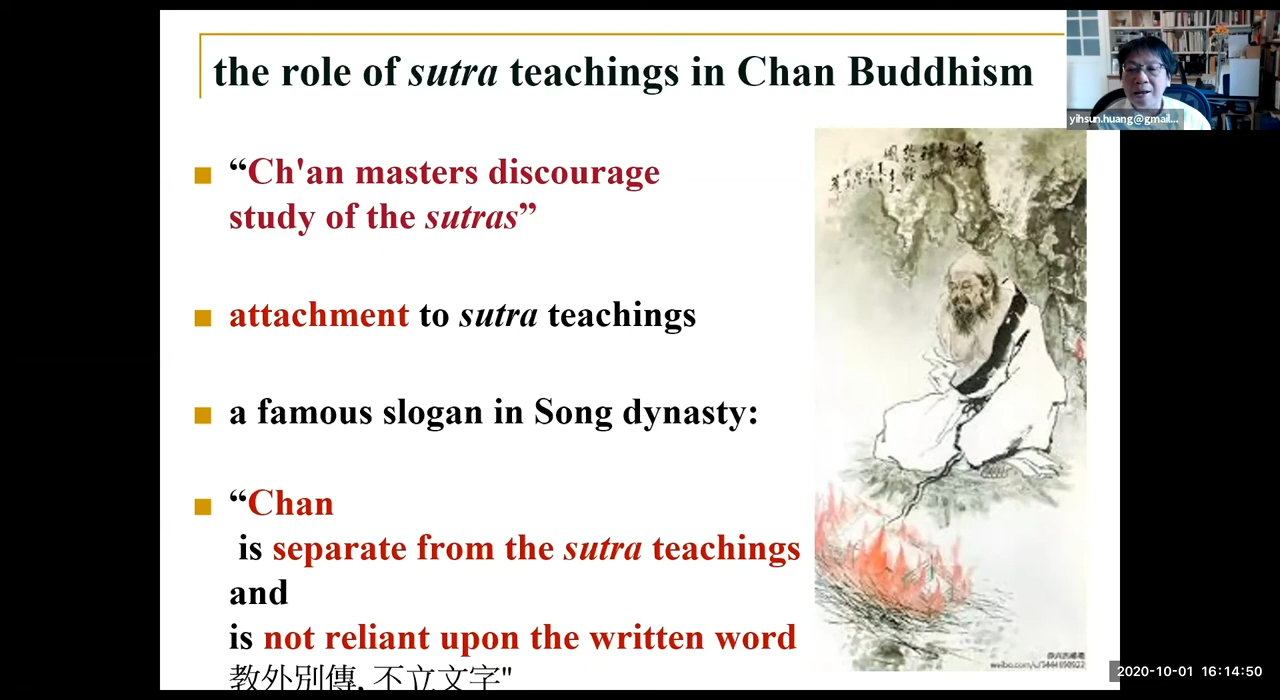 the role of sutra teachings in Chan Buddhism
yihsun.huang@gmail...
■ “Ch'an masters discourage
study of the sutras”
■ attachment to sutra teachings
■ a famous slogan in Song dynasty:
■ “Chan
is separate from the sutra teachings
and
is not reliant upon the written word
教外別傳, 不立文字"
2020-10-01 16:14:50